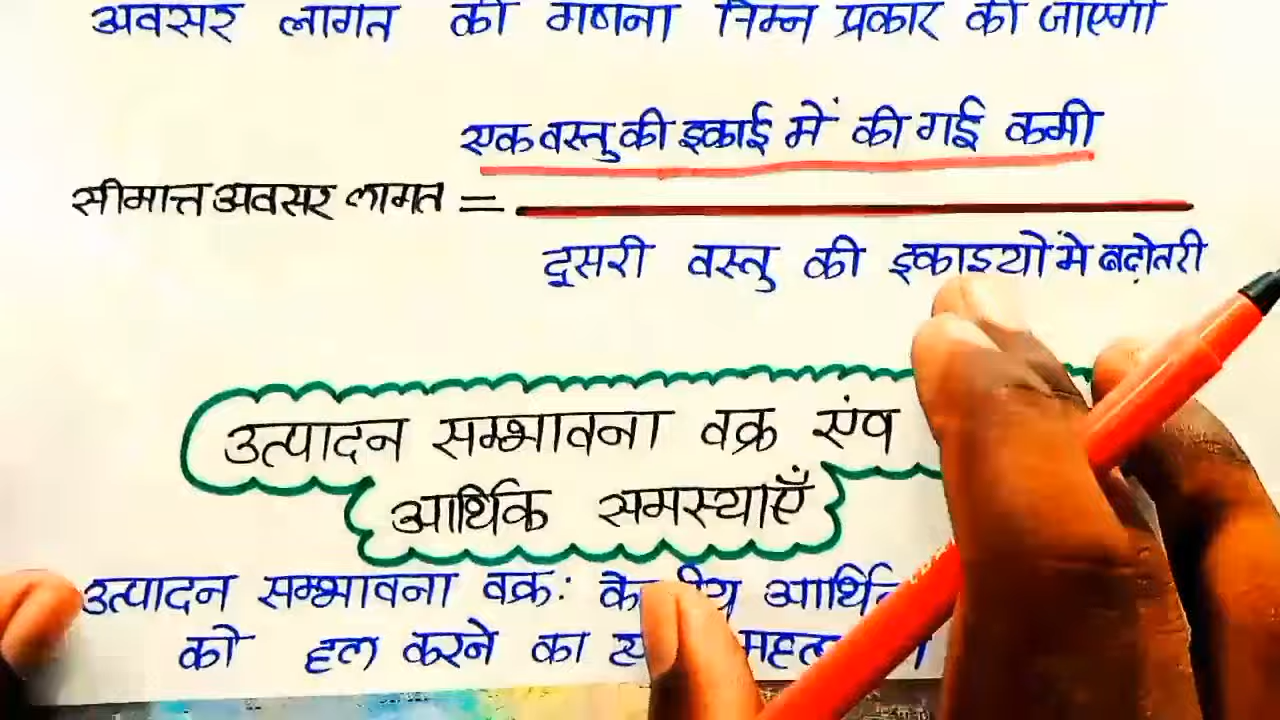 अवसर लागत की गणना निम्न प्रकार की जाएगी
एक वस्तु की इकाई में की गई कमी
सीमान्त अवसर लागत =
दूसरी वस्तु की इकाइयों मे बढ़ोतरी
उत्पादन सम्भावना वक्र एंव
आर्थिक समस्याएँ
उत्पादन सम्भावना वक्र:
को हल करने का